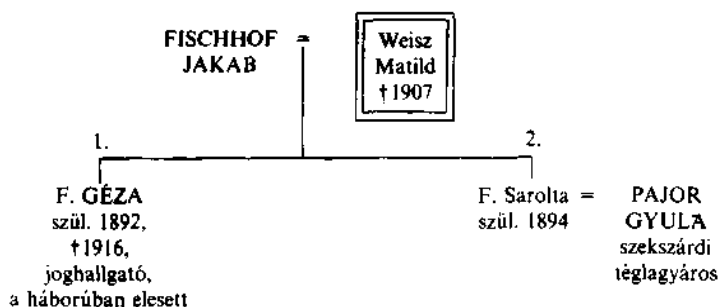 FISCHHOF =
JAKAB
Weisz
Matild
†1907
1.
2.
F. GÉZA
szül. 1892,
†1916,
joghallgató,
a háborúban elesett
F. Sarolta =
szül. 1894
PAJOR
GYULA
szekszárdi
téglagyáros